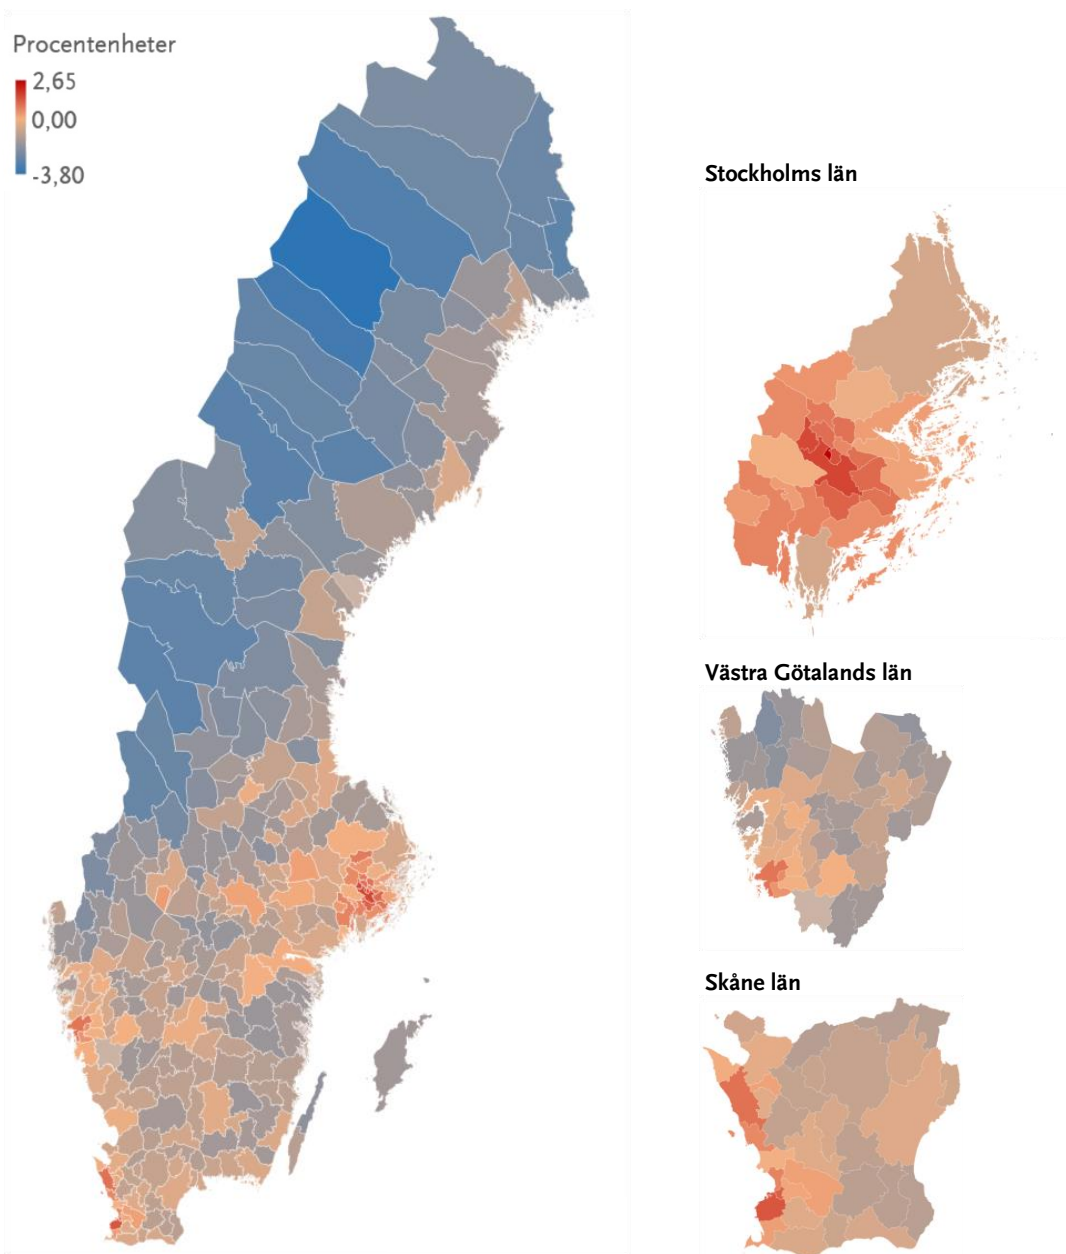 Procentenheter
2,65
0,00
-3,80
Stockholms län
Västra Götalands län
Skåne län